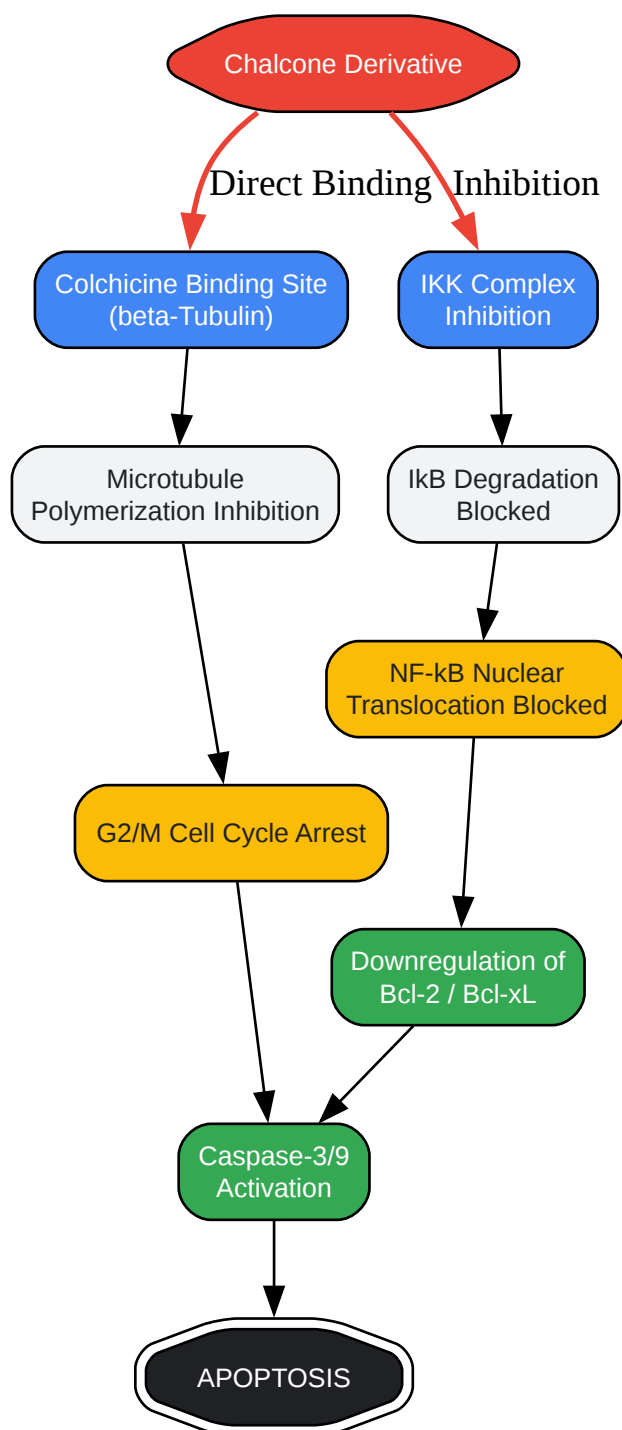 Chalcone Derivative
Direct Binding
Inhibition
Colchicine Binding Site
(beta-Tubulin)
IKK Complex
Inhibition
Microtubule
Polymerization Inhibition
IkB Degradation
Blocked
NF-kB Nuclear
Translocation Blocked
G2/M Cell Cycle Arrest
Downregulation of
Bcl-2 / Bcl-xL
Caspase-3/9
Activation
APOPTOSIS